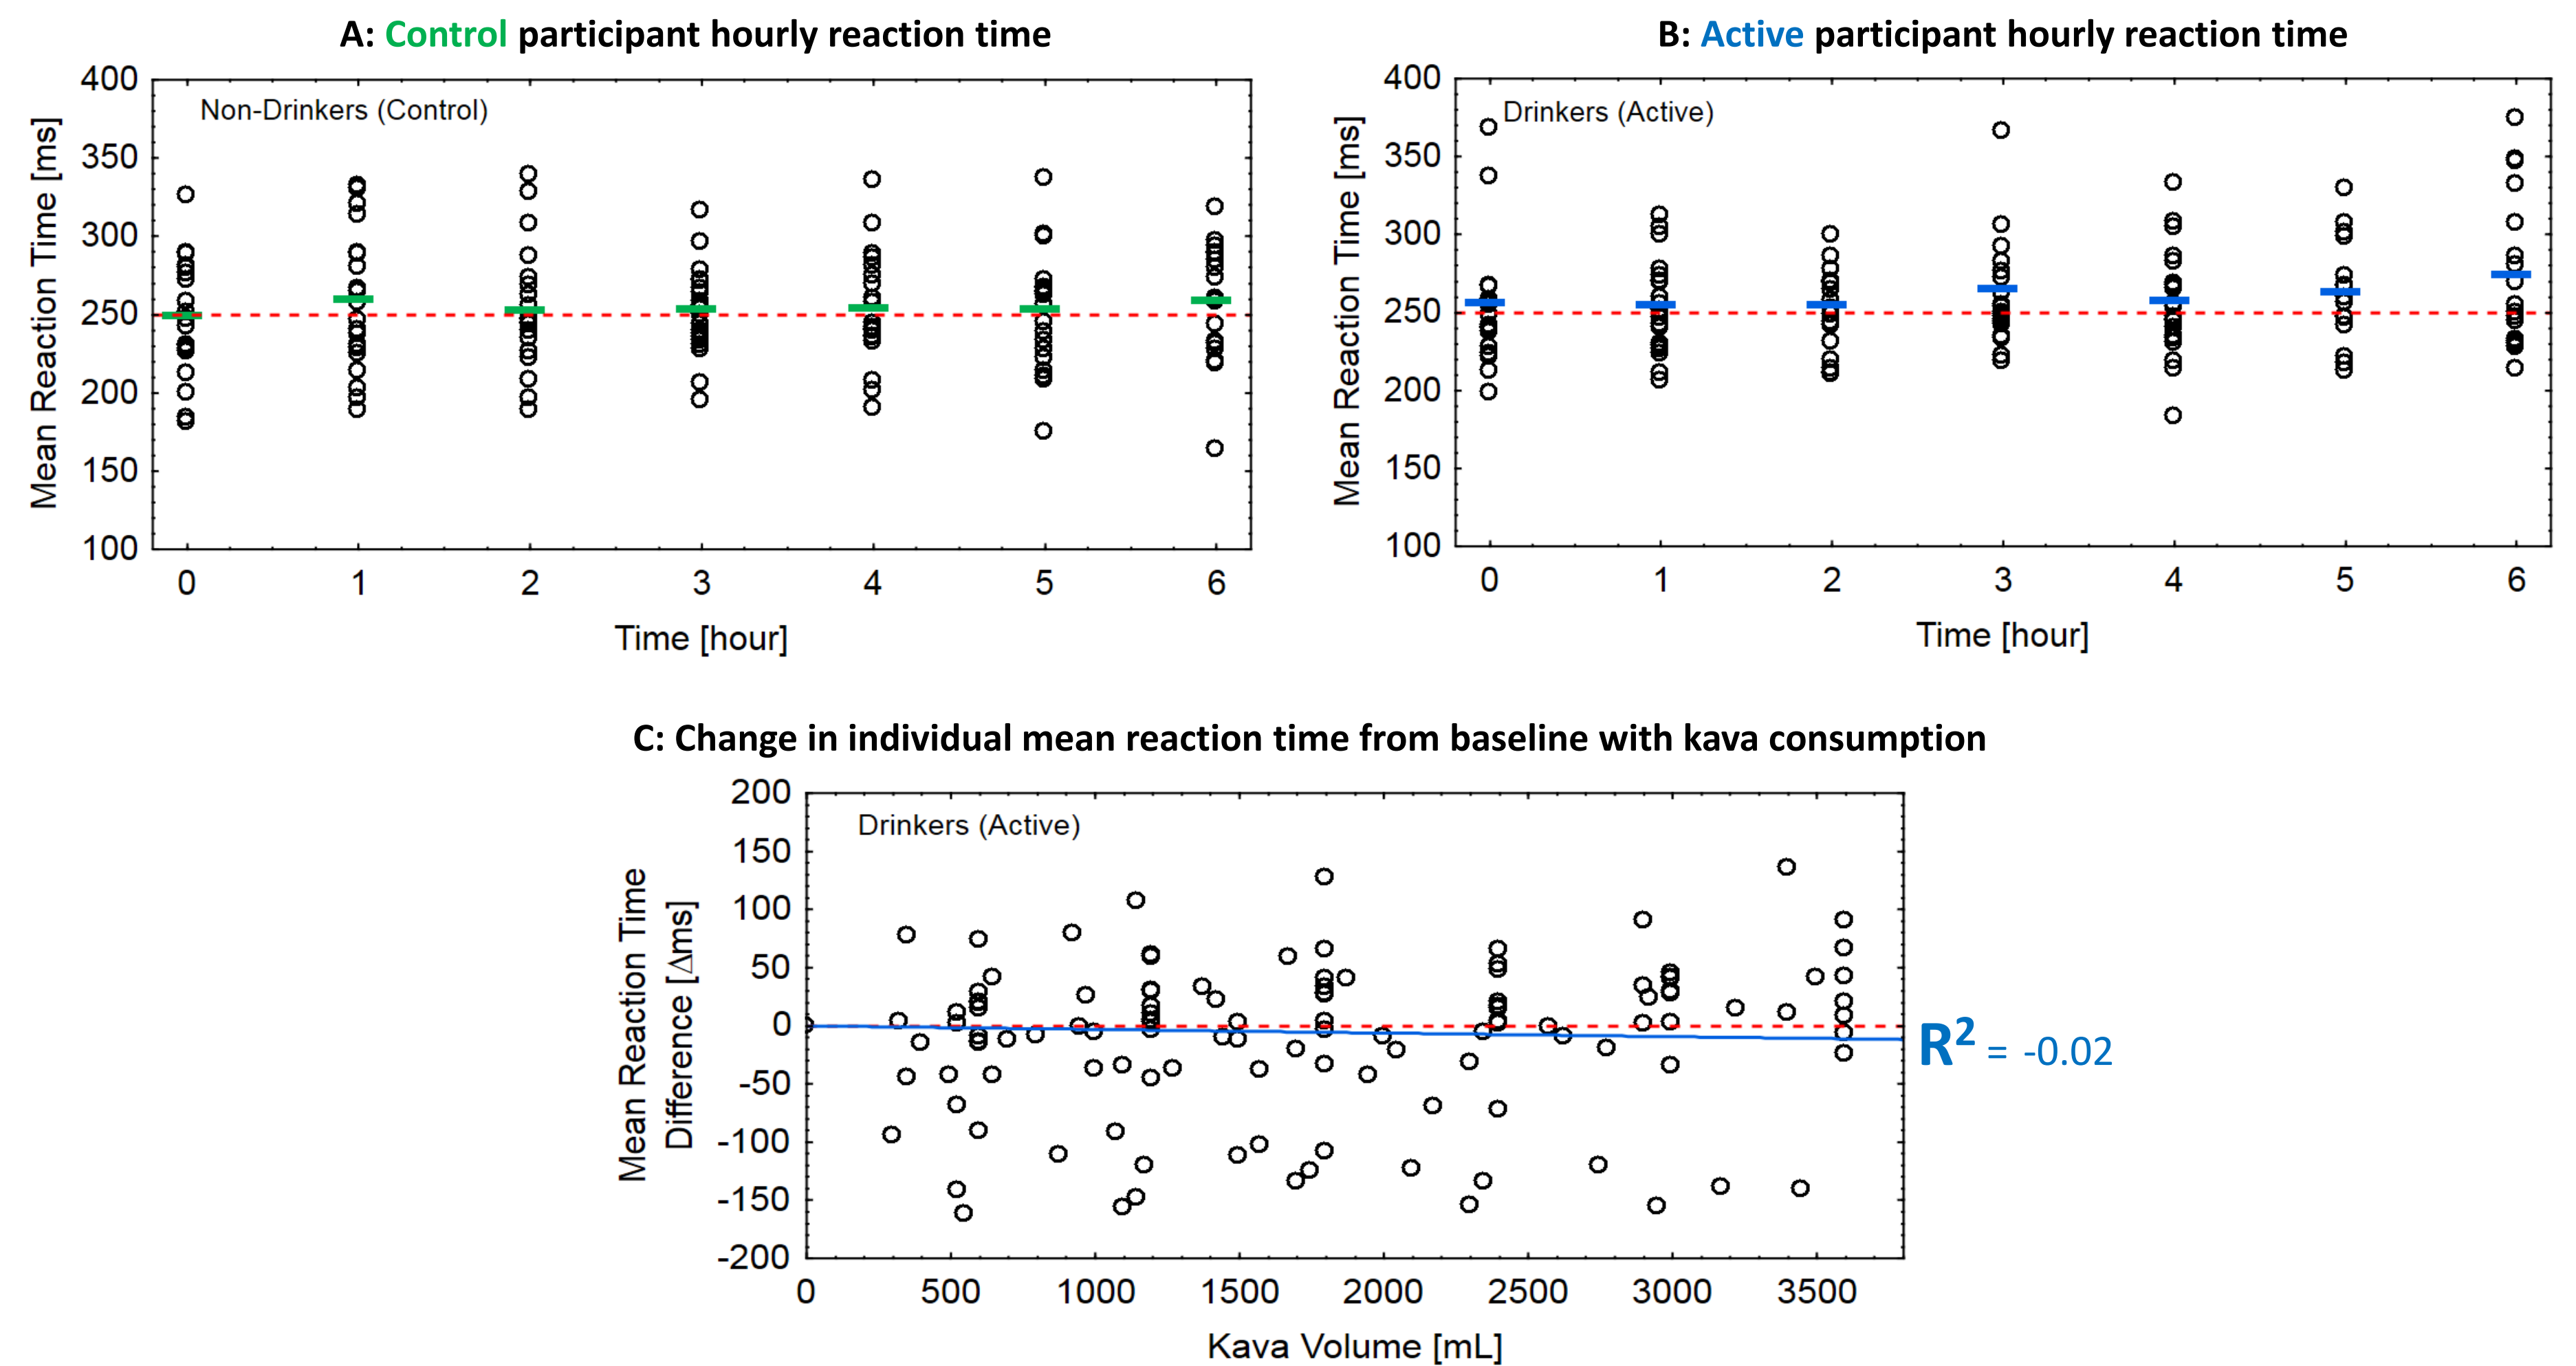 A: Control participant hourly reaction time
400
350
300
250
200
150
100
Mean Reaction Time [ms]
Non-Drinkers (Control)
0 1 2 3 4 5 6
Time [hour]
B: Active participant hourly reaction time
400
350
300
250
200
150
100
Mean Reaction Time [ms]
Drinkers (Active)
0 1 2 3 4 5 6
Time [hour]
C: Change in individual mean reaction time from baseline with kava consumption
200
150
100
50
0
-50
-100
-150
-200
Mean Reaction Time
Difference [Δms]
Drinkers (Active)
R² = -0.02
0 500 1000 1500 2000 2500 3000 3500
Kava Volume [mL]